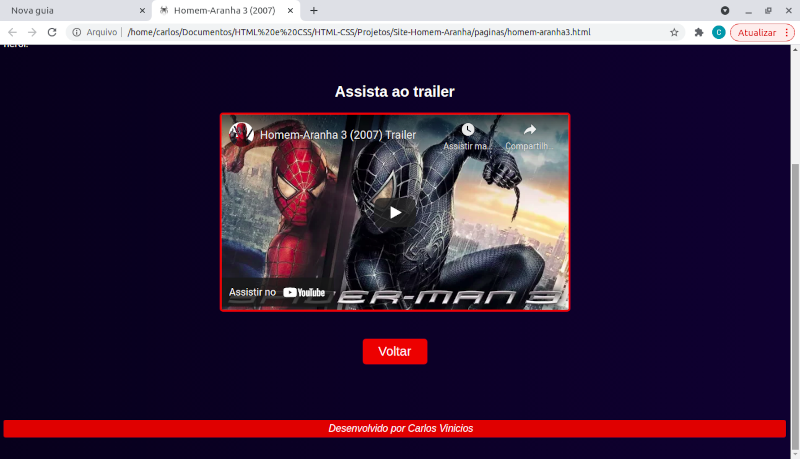 Nova guia
Homem-Aranha 3 (2007)
Arquivo
/home/carlos/Documentos/HTML%20e%20CSS/HTML-CSS/Projetos/Site-Homem-Aranha/paginas/homem-aranha3.html
C
Atualizar
herói.
Assista ao trailer
Homem-Aranha 3 (2007) Trailer
Assistir ma...
Compartilh...
Assistir no YouTube
SPIDER-MAN 3
Voltar
Desenvolvido por Carlos Vinicios